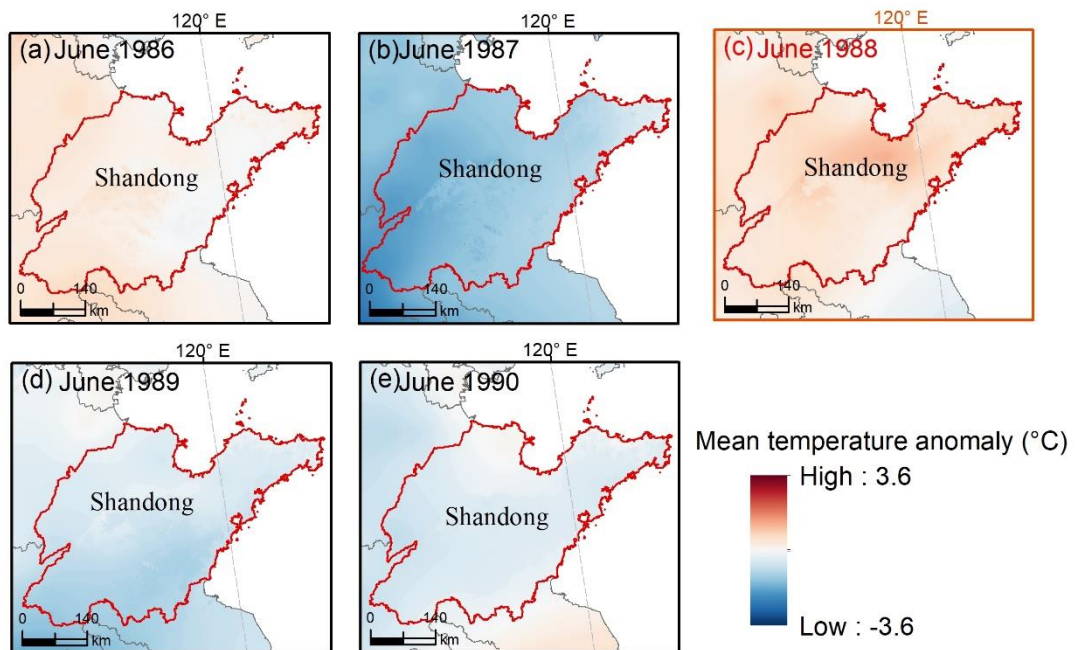 120° E
120° E
120° E
(a) June 1986
(b) June 1987
(c) June 1988
Shandong
Shandong
Shandong
0 140
km
0 140
km
0 140
km
120° E
120° E
(d) June 1989
(e) June 1990
Mean temperature anomaly (°C)
High : 3.6
Shandong
Shandong
Low : -3.6
0 140
km
0 140
km